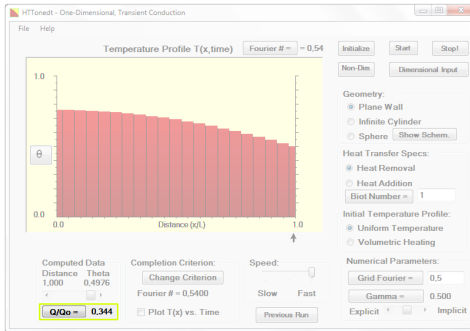 HTTonedt - One-Dimensional, Transient Conduction
File Help
Temperature Profile T(x,time) Fourier # = = 0,54
Initialize Start Stop!
Non-Dim Dimensional Input
1.0
θ
0.0
0.0 Distance (x/L) 1.0
Geometry:
Plane Wall
Infinite Cylinder
Sphere Show Schem.
Heat Transfer Specs:
Heat Removal
Heat Addition
Biot Number = 1
Initial Temperature Profile:
Uniform Temperature
Volumetric Heating
Computed Data
Distance Theta
1,000 0,4976
Q/Qo = 0,344
Completion Criterion:
Change Criterion
Fourier # = 0,5400
Plot T(x) vs. Time
Speed:
Slow Fast
Previous Run
Numerical Parameters:
Grid Fourier = 0,5
Gamma = 0.500
Explicit Implicit